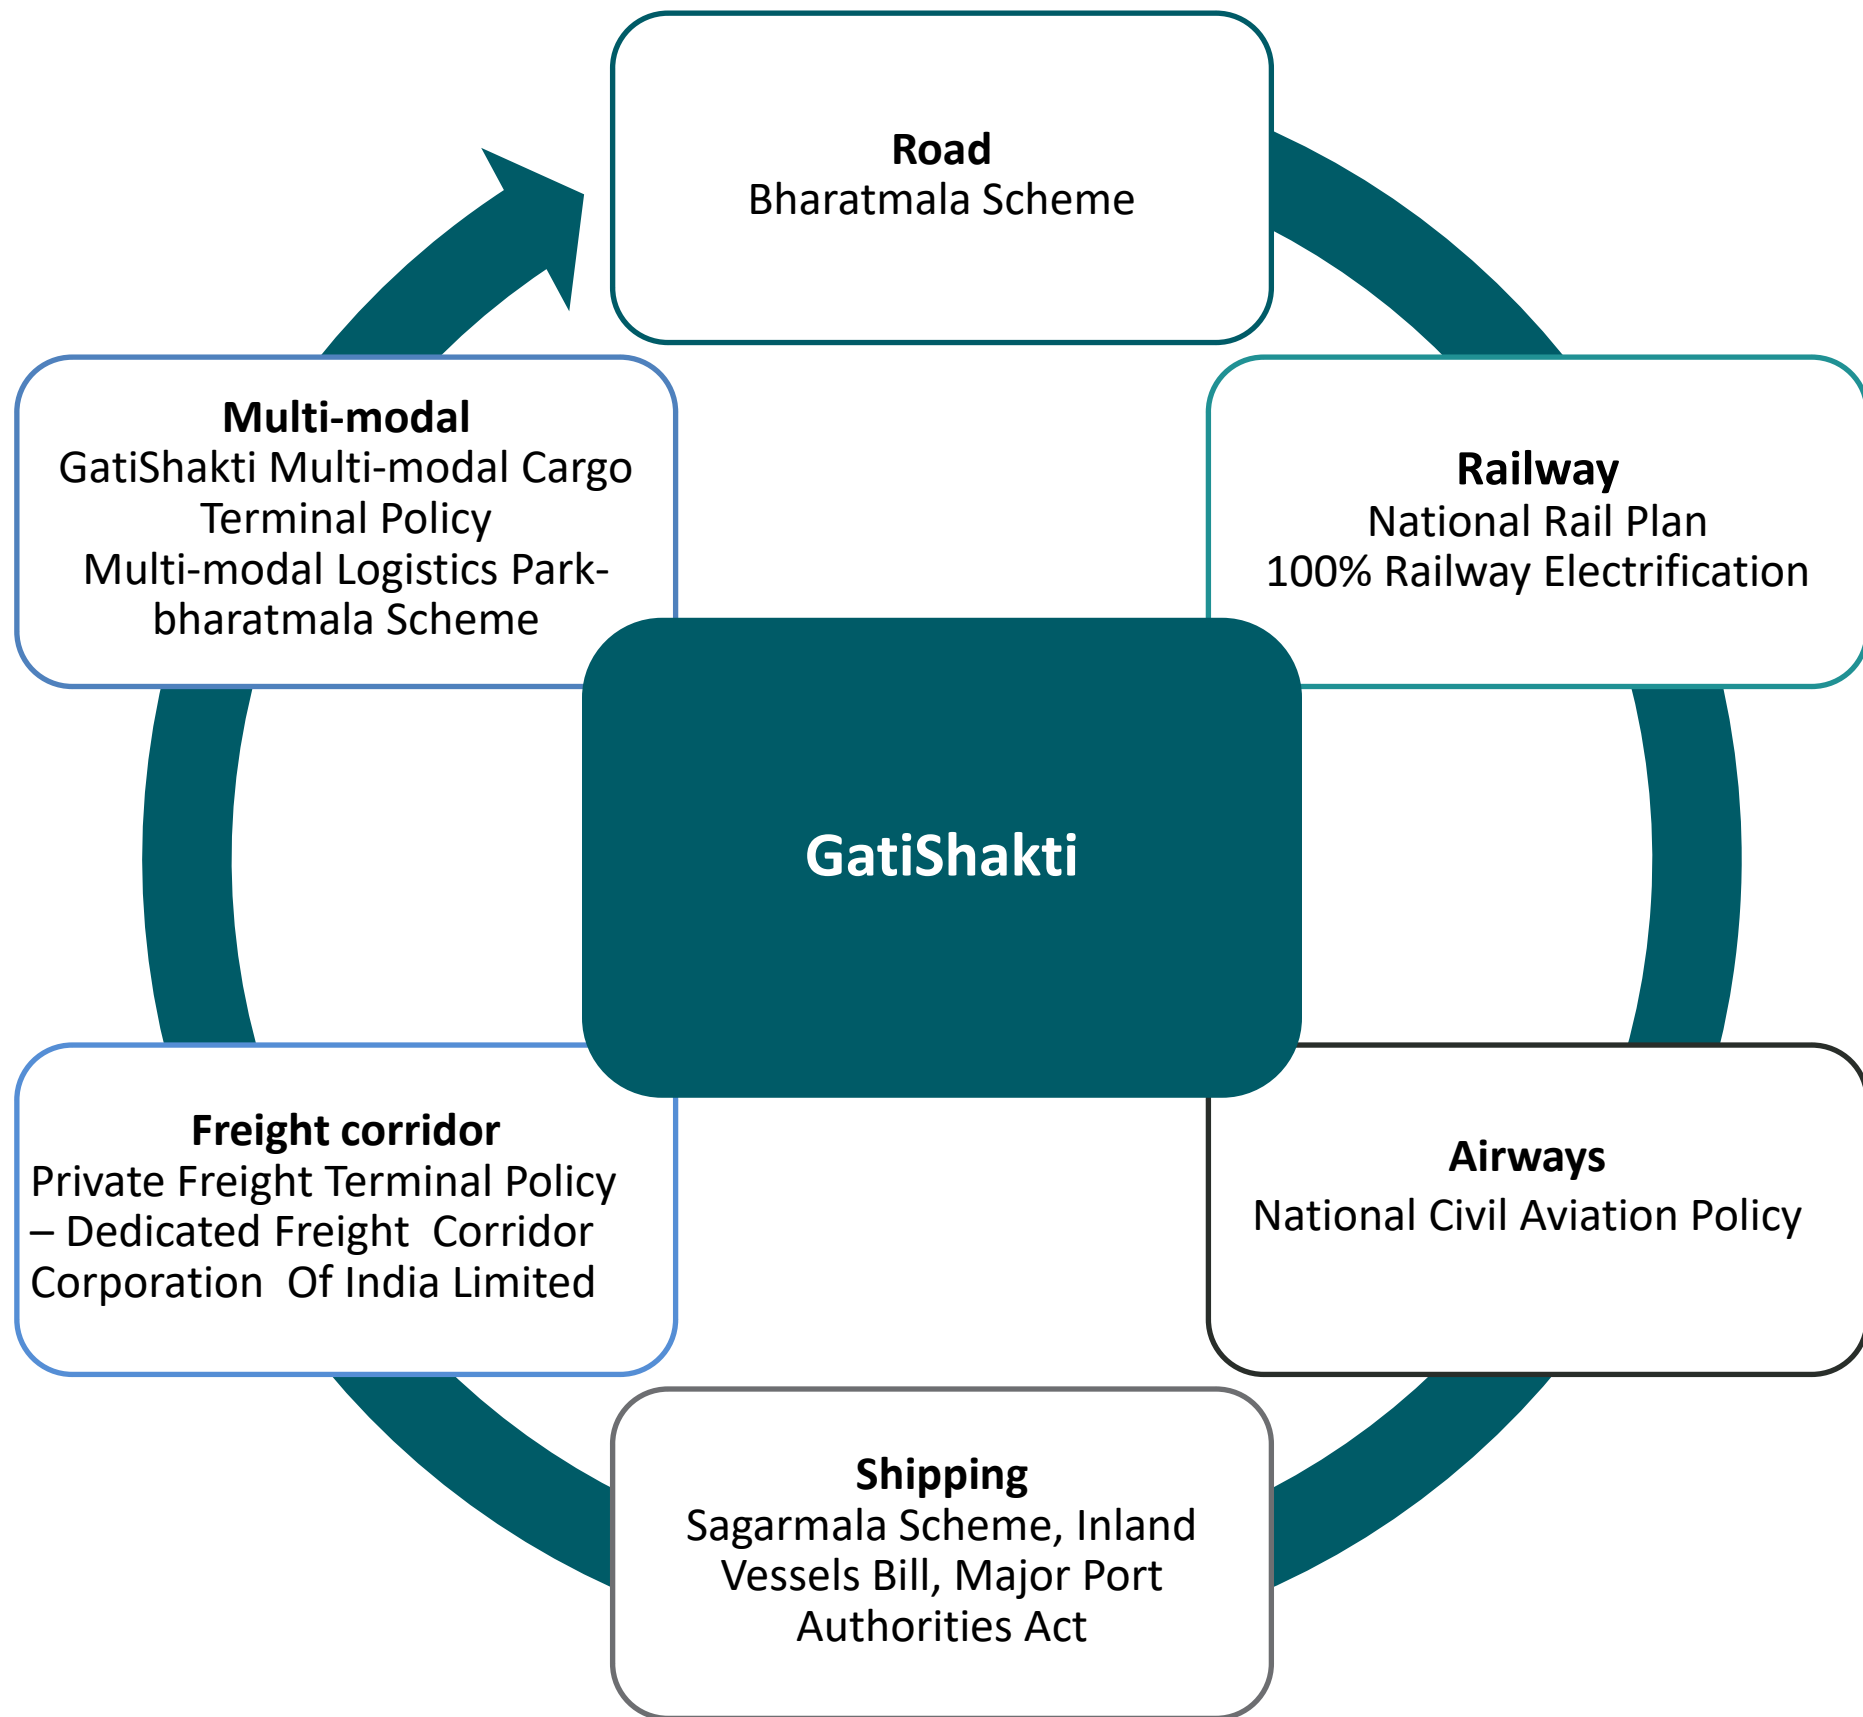 Road
Bharatmala Scheme
Railway
National Rail Plan
100% Railway Electrification
Airways
National Civil Aviation Policy
Shipping
Sagarmala Scheme, Inland
Vessels Bill, Major Port
Authorities Act
Freight corridor
Private Freight Terminal Policy
– Dedicated Freight  Corridor
Corporation  Of India Limited
Multi-modal
GatiShakti Multi-modal Cargo
Terminal Policy
Multi-modal Logistics Park-
bharatmala Scheme
GatiShakti